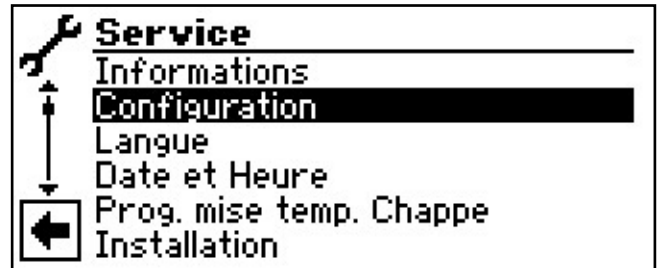 Service
Informations
Configuration
Langue
Date et Heure
Prog. mise temp. Chappe
Installation